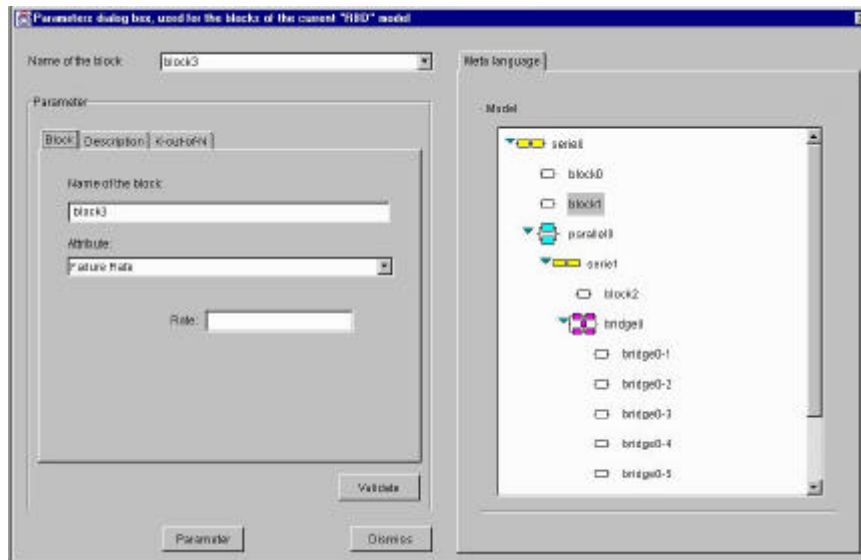 Parameters dialog box, used for the blocks of the current "RBD" model
Name of the block: block3
Parameter
Block Description K-out-of-N
Name of the block:
block3
Attribute:
Failure Rate
Rate:
Validate
Parameter Dismiss
Meta language
Model
serie0
block0
block1
parallel0
serie1
block2
bridge0
bridge0-1
bridge0-2
bridge0-3
bridge0-4
bridge0-5